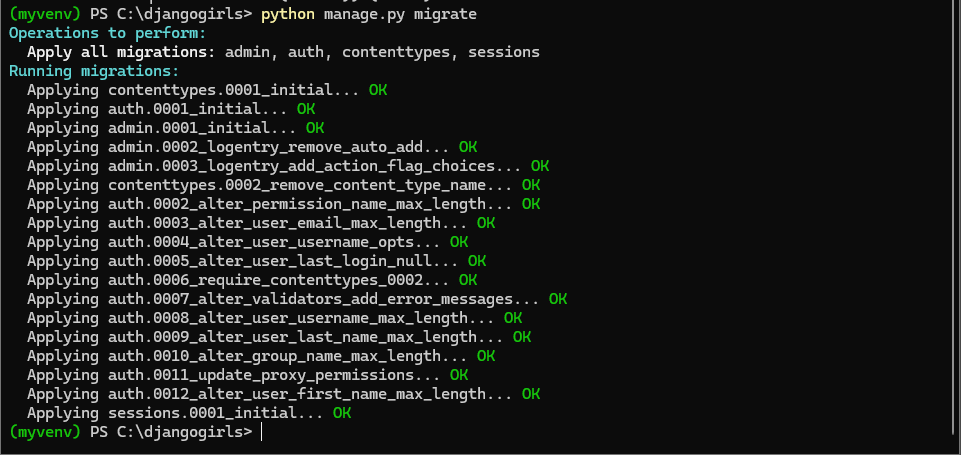 (myvenv) PS C:\djangogirls> python manage.py migrate
Operations to perform:
  Apply all migrations: admin, auth, contenttypes, sessions
Running migrations:
  Applying contenttypes.0001_initial... OK
  Applying auth.0001_initial... OK
  Applying admin.0001_initial... OK
  Applying admin.0002_logentry_remove_auto_add... OK
  Applying admin.0003_logentry_add_action_flag_choices... OK
  Applying contenttypes.0002_remove_content_type_name... OK
  Applying auth.0002_alter_permission_name_max_length... OK
  Applying auth.0003_alter_user_email_max_length... OK
  Applying auth.0004_alter_user_username_opts... OK
  Applying auth.0005_alter_user_last_login_null... OK
  Applying auth.0006_require_contenttypes_0002... OK
  Applying auth.0007_alter_validators_add_error_messages... OK
  Applying auth.0008_alter_user_username_max_length... OK
  Applying auth.0009_alter_user_last_name_max_length... OK
  Applying auth.0010_alter_group_name_max_length... OK
  Applying auth.0011_update_proxy_permissions... OK
  Applying auth.0012_alter_user_first_name_max_length... OK
  Applying sessions.0001_initial... OK
(myvenv) PS C:\djangogirls>